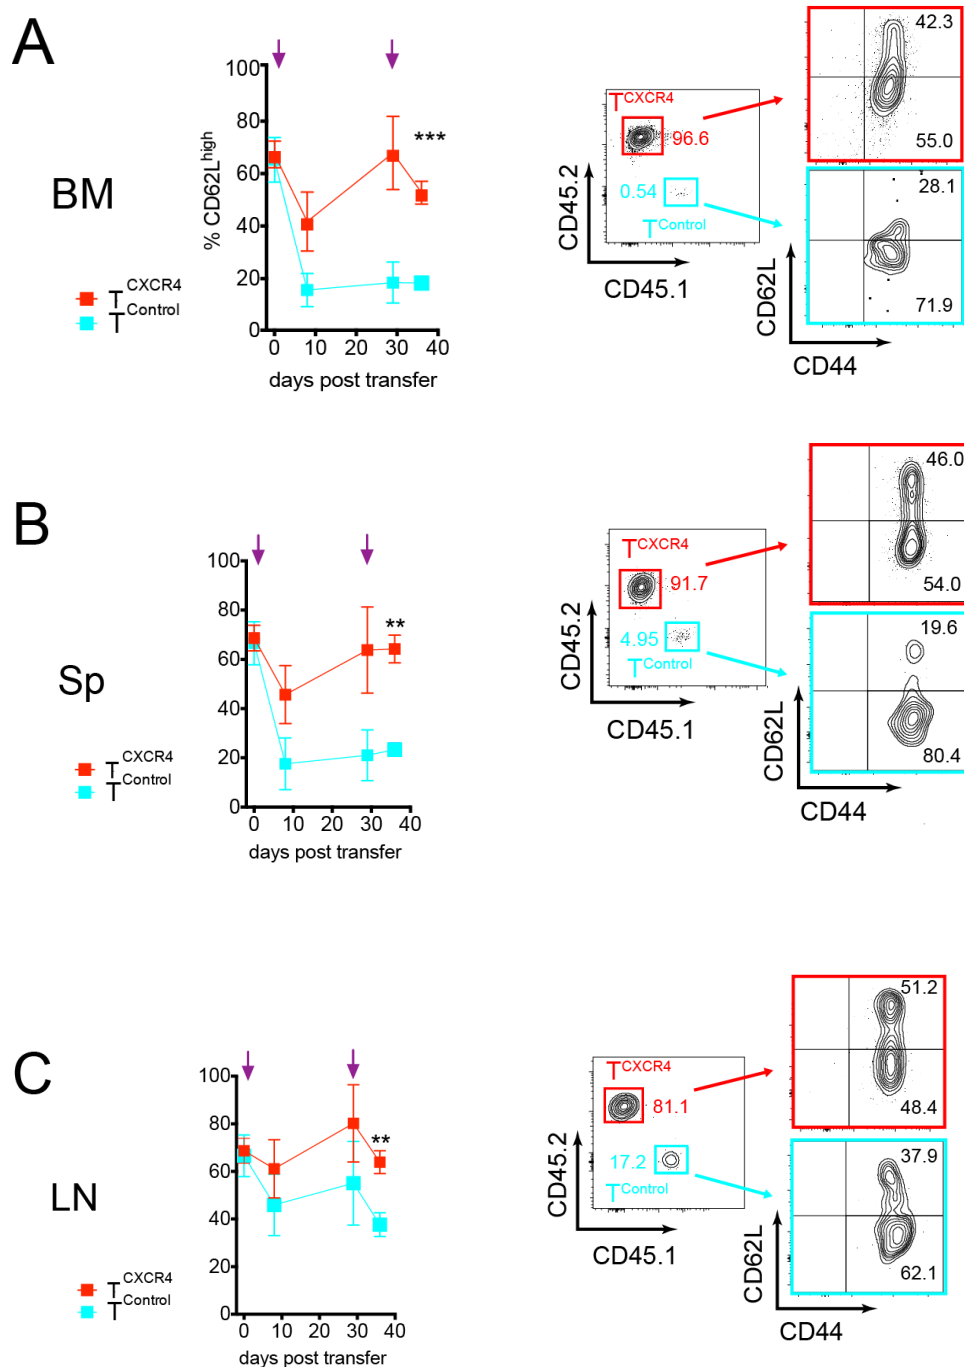 A
BM
% CD62Lhigh
100
80
60
40
20
0
***
0 10 20 30 40
days post transfer
TCXCR4
TControl
TCXCR4
96.6
0.54
TControl
CD45.2
CD45.1
42.3
55.0
28.1
71.9
CD62L
CD44
B
Sp
100
80
60
40
20
0
**
0 10 20 30 40
days post transfer
TCXCR4
TControl
TCXCR4
91.7
4.95
TControl
CD45.2
CD45.1
46.0
54.0
19.6
80.4
CD62L
CD44
C
LN
100
80
60
40
20
0
**
0 10 20 30 40
days post transfer
TCXCR4
TControl
TCXCR4
81.1
17.2
TControl
CD45.2
CD45.1
51.2
48.4
37.9
62.1
CD62L
CD44